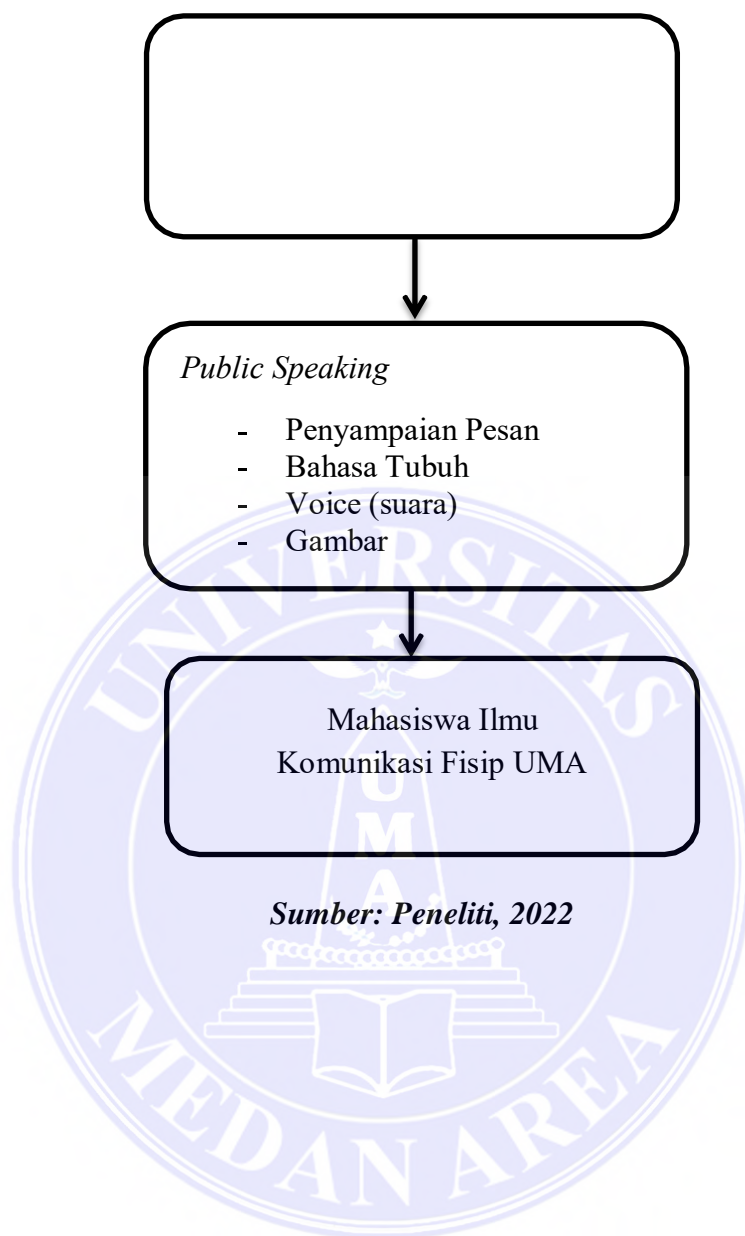 Public Speaking
- Penyampaian Pesan
- Bahasa Tubuh
- Voice (suara)
- Gambar
Mahasiswa Ilmu
Komunikasi Fisip UMA
Sumber: Peneliti, 2022
UNIVERSITAS
UMA
MEDAN AREA